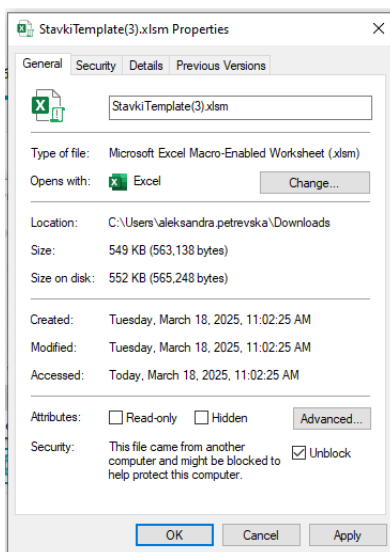 StavkiTemplate(3).xlsm Properties
General Security Details Previous Versions
StavkiTemplate(3).xlsm
Type of file: Microsoft Excel Macro-Enabled Worksheet (.xlsm)
Opens with: Excel Change...
Location: C:\Users\aleksandra.petrevska\Downloads
Size: 549 KB (563,138 bytes)
Size on disk: 552 KB (565,248 bytes)
Created: Tuesday, March 18, 2025, 11:02:25 AM
Modified: Tuesday, March 18, 2025, 11:02:25 AM
Accessed: Today, March 18, 2025, 11:02:25 AM
Attributes: Read-only Hidden Advanced...
Security: This file came from another
computer and might be blocked to
help protect this computer.
Unblock
OK Cancel Apply